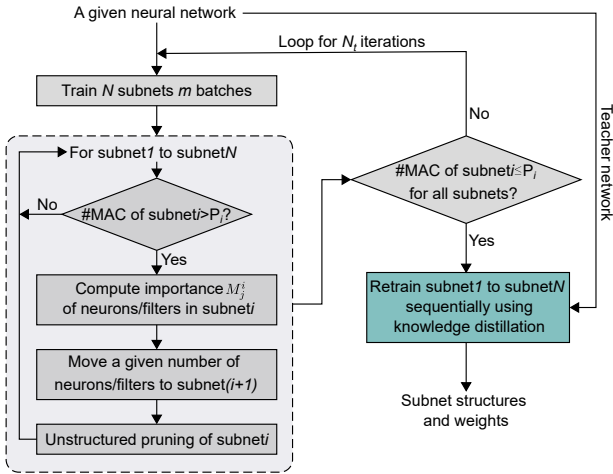 A given neural network
Loop for Nt iterations
Train N subnets m batches
For subnet1 to subnetN
No
#MAC of subneti>Pi?
Yes
Compute importance M_j^i
of neurons/filters in subneti
Move a given number of
neurons/filters to subnet(i+1)
Unstructured pruning of subneti
No
#MAC of subneti≤Pi
for all subnets?
Yes
Teacher network
Retrain subnet1 to subnetN
sequentially using
knowledge distillation
Subnet structures
and weights